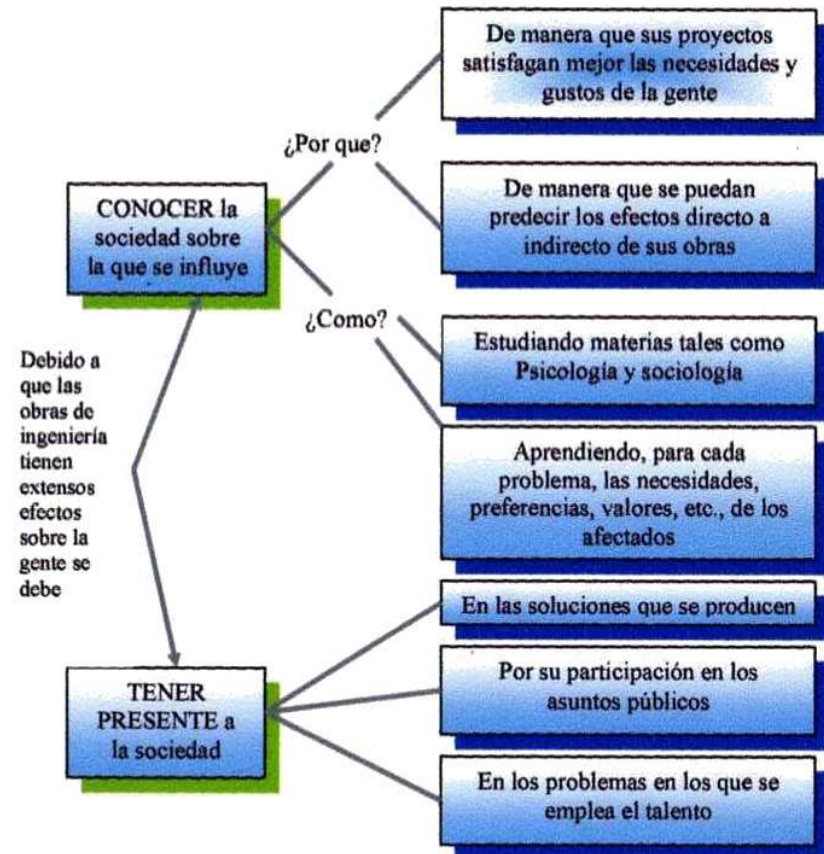 De manera que sus proyectos
satisfagan mejor las necesidades y
gustos de la gente
¿Por que?
De manera que se puedan
predecir los efectos directo a
indirecto de sus obras
CONOCER la
sociedad sobre
la que se influye
¿Como?
Estudiando materias tales como
Psicología y sociología
Aprendiendo, para cada
problema, las necesidades,
preferencias, valores, etc., de los
afectados
Debido a
que las
obras de
ingeniería
tienen
extensos
efectos
sobre la
gente se
debe
TENER
PRESENTE a
la sociedad
En las soluciones que se producen
Por su participación en los
asuntos públicos
En los problemas en los que se
emplea el talento